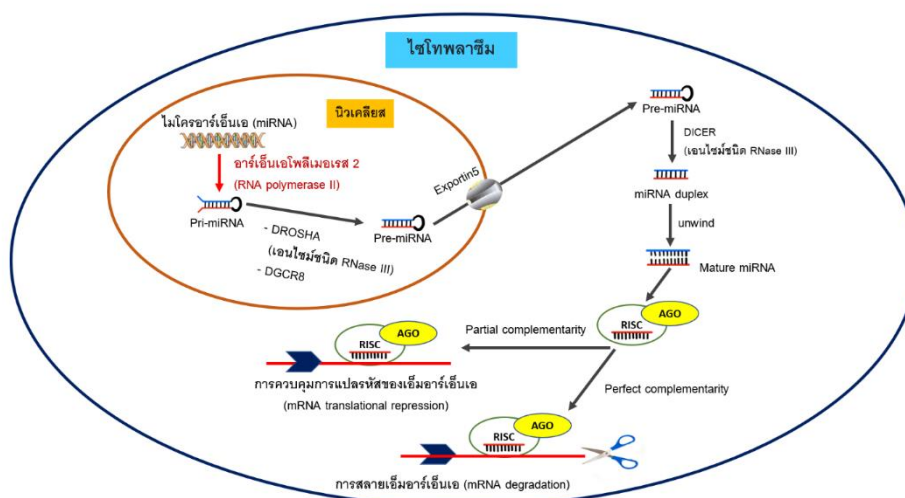 ไซโทพลาซึม
นิวเคลียส
ไมโครอาร์เอ็นเอ (miRNA)
อาร์เอ็นเอโพลีเมอเรส 2
(RNA polymerase II)
Pri-miRNA
- DROSHA
(เอนไซม์ชนิด RNase III)
- DGCR8
Pre-miRNA
Exportin5
Pre-miRNA
DICER
(เอนไซม์ชนิด RNase III)
miRNA duplex
unwind
Mature miRNA
AGO
RISC
Partial complementarity
AGO
RISC
การควบคุมการแปลรหัสของเอ็มอาร์เอ็นเอ
(mRNA translational repression)
Perfect complementarity
AGO
RISC
การสลายเอ็มอาร์เอ็นเอ (mRNA degradation)